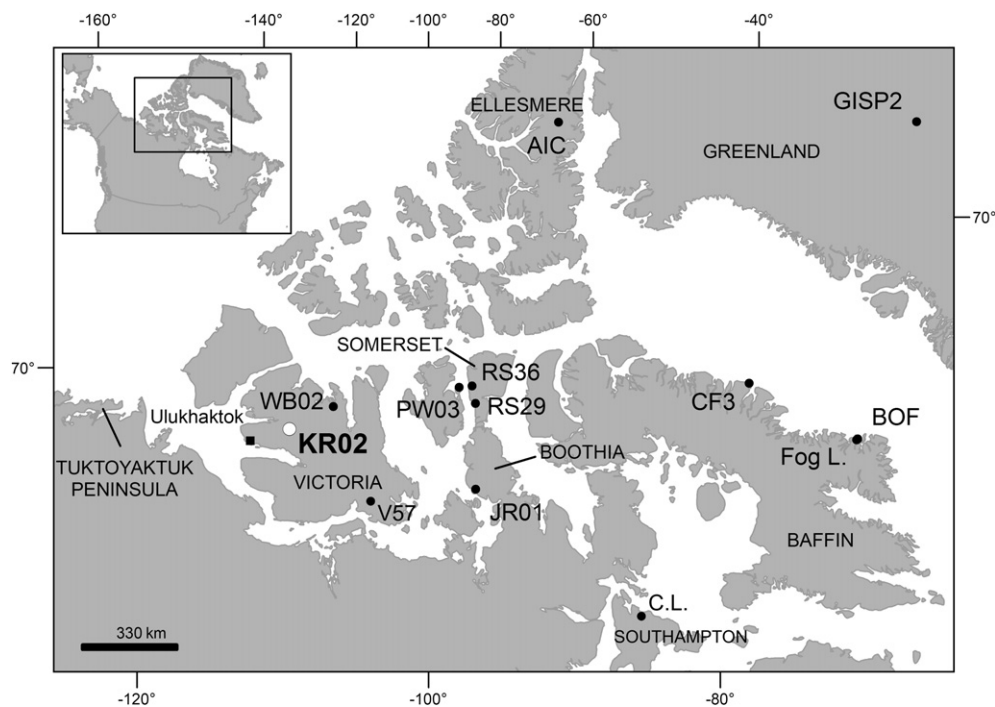 -160°
-140°
-120°
-100°
-80°
-60°
-40°
ELLESMERE
AIC
GISP2
GREENLAND
70°
SOMERSET
70°
RS36
PW03
RS29
CF3
WB02
Ulukhaktok
KR02
BOF
Fog L.
BOOTHIA
TUKTOYAKTUK
PENINSULA
VICTORIA
V57
JR01
BAFFIN
C.L.
SOUTHAMPTON
330 km
-120°
-100°
-80°